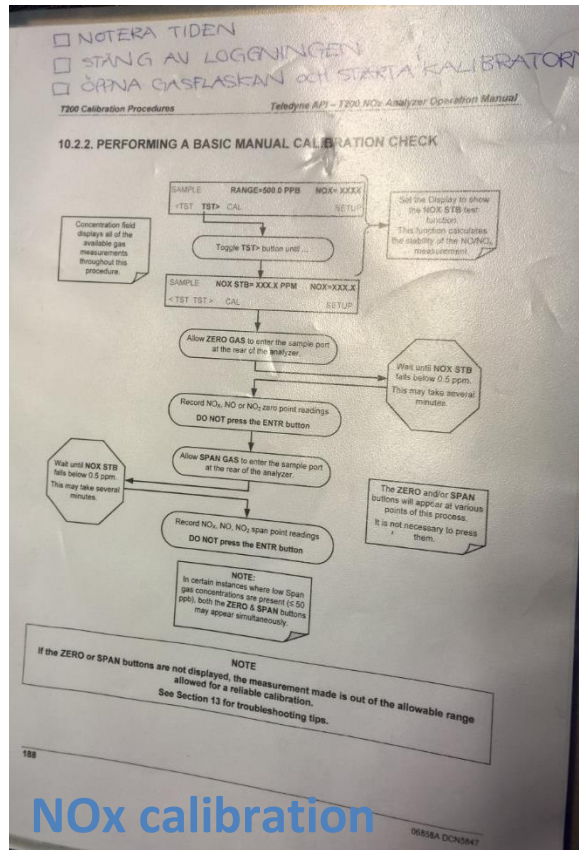 □ NOTERA TIDEN
□ STÄNG AV LOGGNINGEN
□ ÖPPNA GASFLASKAN OCH STARTA KALIBRATORN
T200 Calibration Procedures
Teledyne API – T200 NOx Analyzer Operation Manual
10.2.2. PERFORMING A BASIC MANUAL CALIBRATION CHECK
SAMPLE RANGE=500.0 PPB NOX= XXXX
<TST TST> CAL SETUP
Set the Display to show
the NOX STB test
function.
This function calculates
the stability of the NO/NOx
measurement.
Concentration field
displays all of the
available gas
measurements
throughout this
procedure.
Toggle TST> button until ...
SAMPLE NOX STB= XXX.X PPM NOX=XXX.X
< TST TST > CAL SETUP
Allow ZERO GAS to enter the sample port
at the rear of the analyzer.
Wait until NOX STB
falls below 0.5 ppm.
This may take several
minutes.
Record NOX, NO or NO2 zero point readings
DO NOT press the ENTR button
Allow SPAN GAS to enter the sample port
at the rear of the analyzer.
Wait until NOX STB
falls below 0.5 ppm.
This may take several
minutes.
The ZERO and/or SPAN
buttons will appear at various
points of this process.
It is not necessary to press
them.
Record NOX, NO, NO2 span point readings
DO NOT press the ENTR button
NOTE:
In certain instances where low Span
gas concentrations are present (≤ 50
ppb), both the ZERO & SPAN buttons
may appear simultaneously.
NOTE
If the ZERO or SPAN buttons are not displayed, the measurement made is out of the allowable range
allowed for a reliable calibration.
See Section 13 for troubleshooting tips.
188
06858A DCN5847
NOx calibration